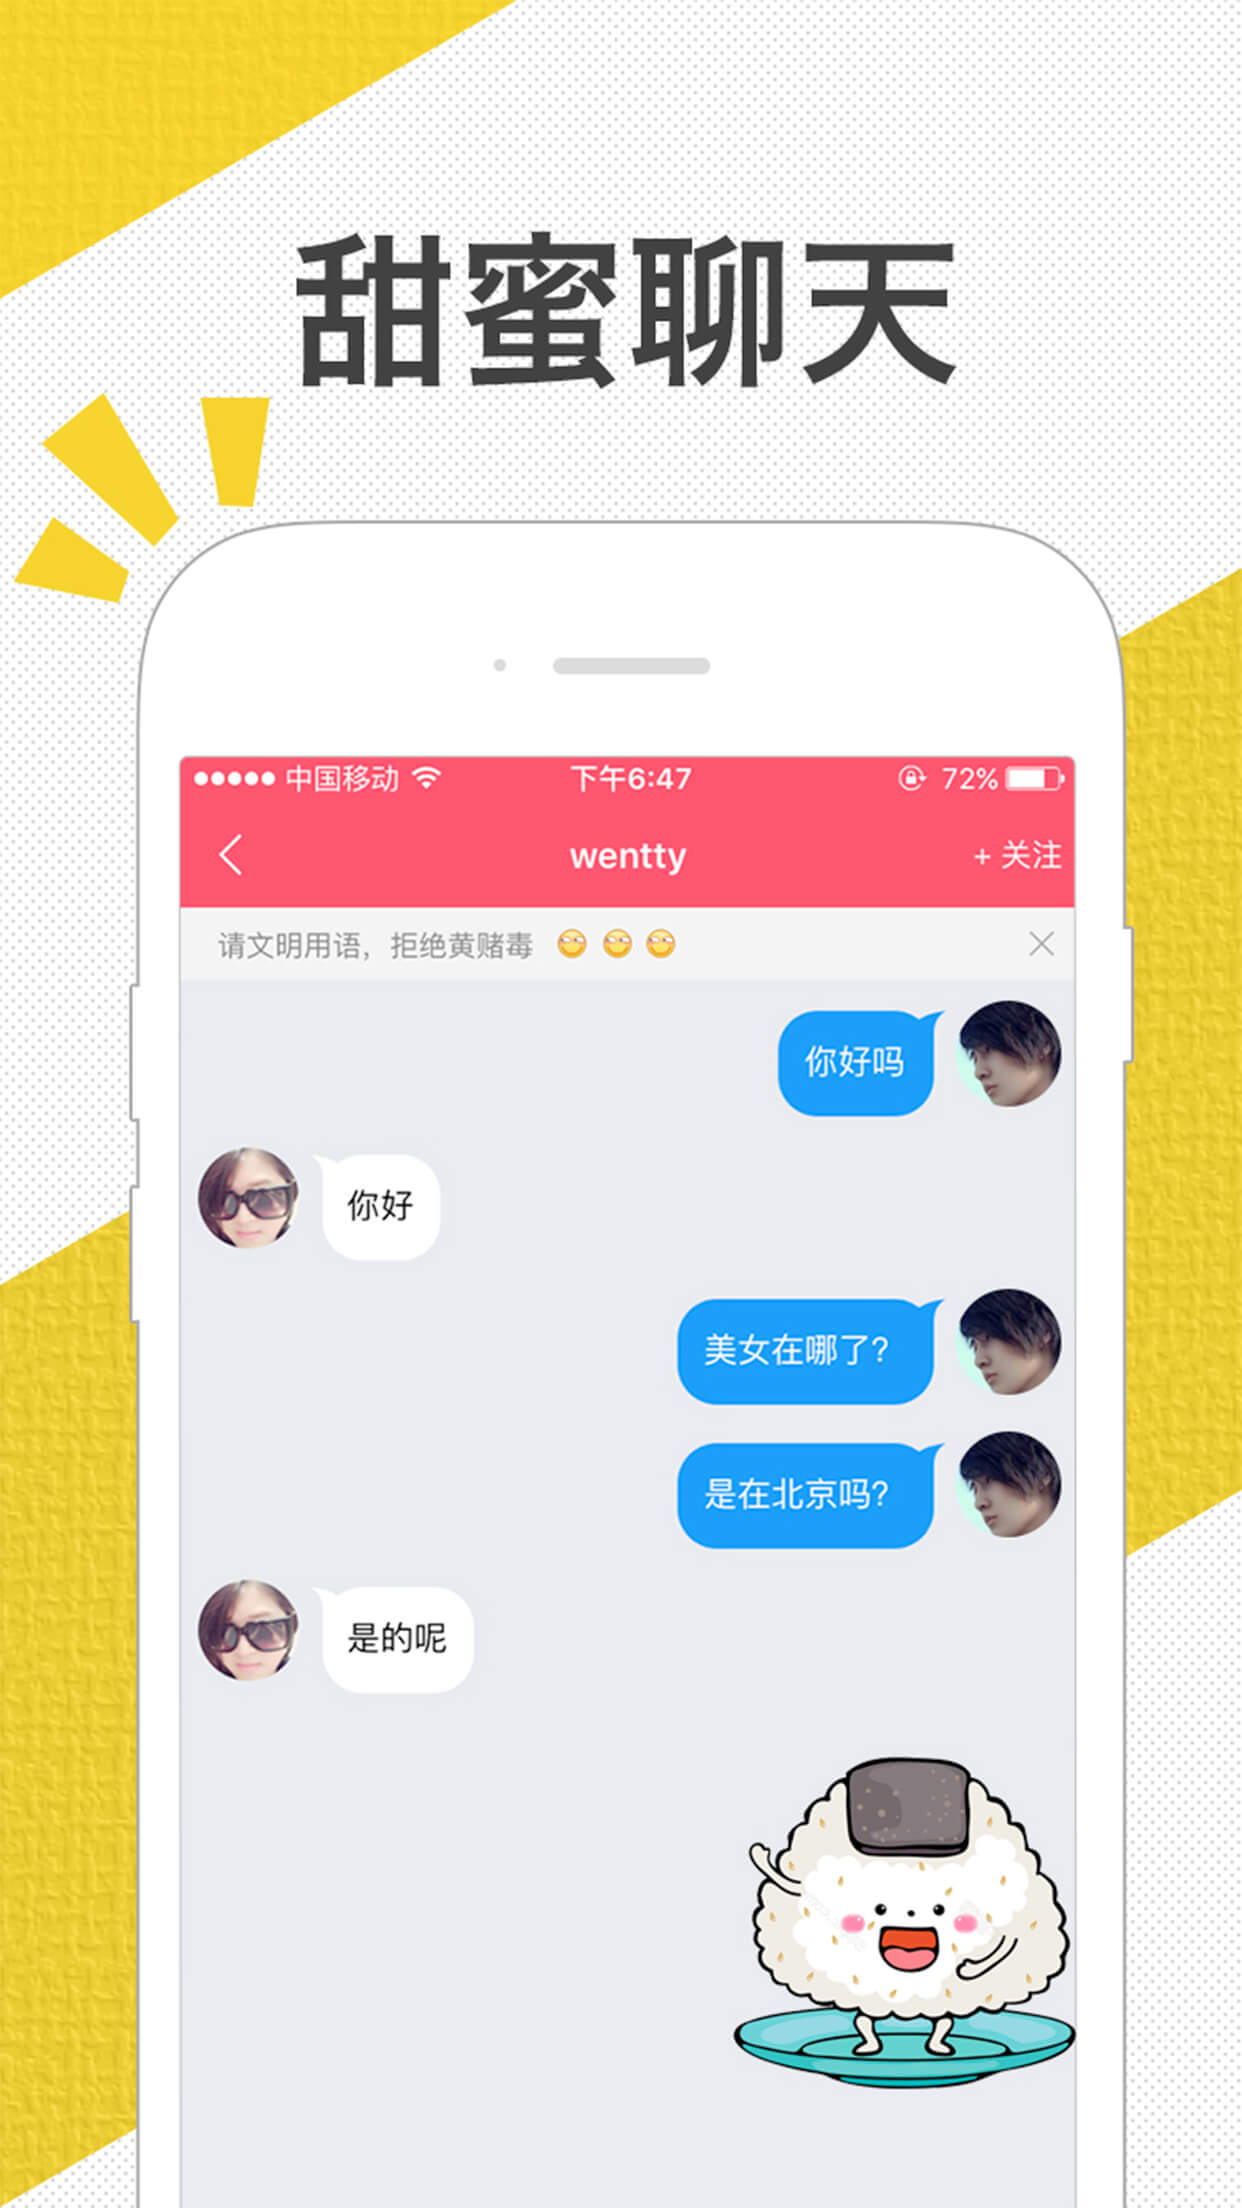 甜蜜聊天
中国移动 下午6:47 72%
wentty + 关注
请文明用语，拒绝黄赌毒
你好吗
你好
美女在哪了？
是在北京吗？
是的呢